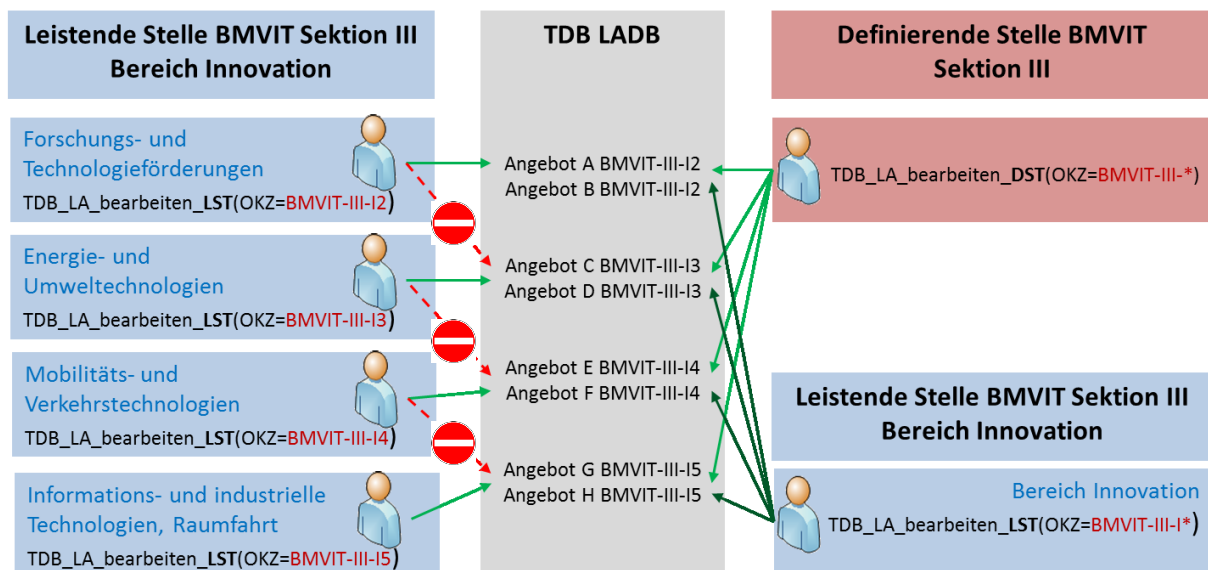 Leistende Stelle BMVIT Sektion III
Bereich Innovation
Forschungs- und
Technologieförderungen
TDB_LA_bearbeiten_LST(OKZ=BMVIT-III-I2)
Energie- und
Umweltechnologien
TDB_LA_bearbeiten_LST(OKZ=BMVIT-III-I3)
Mobilitäts- und
Verkehrstechnologien
TDB_LA_bearbeiten_LST(OKZ=BMVIT-III-I4)
Informations- und industrielle
Technologien, Raumfahrt
TDB_LA_bearbeiten_LST(OKZ=BMVIT-III-I5)
TDB LADB
Angebot A BMVIT-III-I2
Angebot B BMVIT-III-I2
Angebot C BMVIT-III-I3
Angebot D BMVIT-III-I3
Angebot E BMVIT-III-I4
Angebot F BMVIT-III-I4
Angebot G BMVIT-III-I5
Angebot H BMVIT-III-I5
Definierende Stelle BMVIT
Sektion III
TDB_LA_bearbeiten_DST(OKZ=BMVIT-III-*)
Leistende Stelle BMVIT Sektion III
Bereich Innovation
Bereich Innovation
TDB_LA_bearbeiten_LST(OKZ=BMVIT-III-I*)